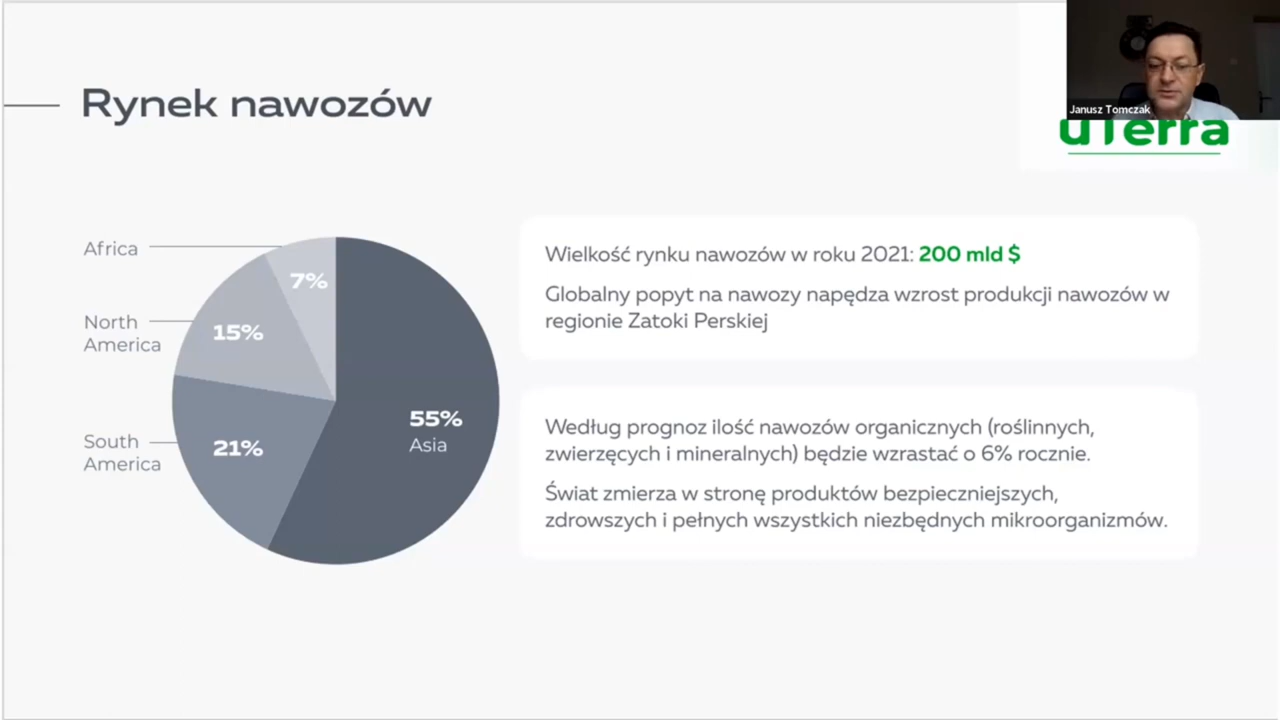 Janusz Tomczak
uTerra
Rynek nawozów
Africa
7%
North
America
15%
South
America
21%
55%
Asia
Wielkość rynku nawozów w roku 2021: 200 mld $
Globalny popyt na nawozy napędza wzrost produkcji nawozów w
regionie Zatoki Perskiej
Według prognoz ilość nawozów organicznych (roślinnych,
zwierzęcych i mineralnych) będzie wzrastać o 6% rocznie.
Świat zmierza w stronę produktów bezpieczniejszych,
zdrowszych i pełnych wszystkich niezbędnych mikroorganizmów.